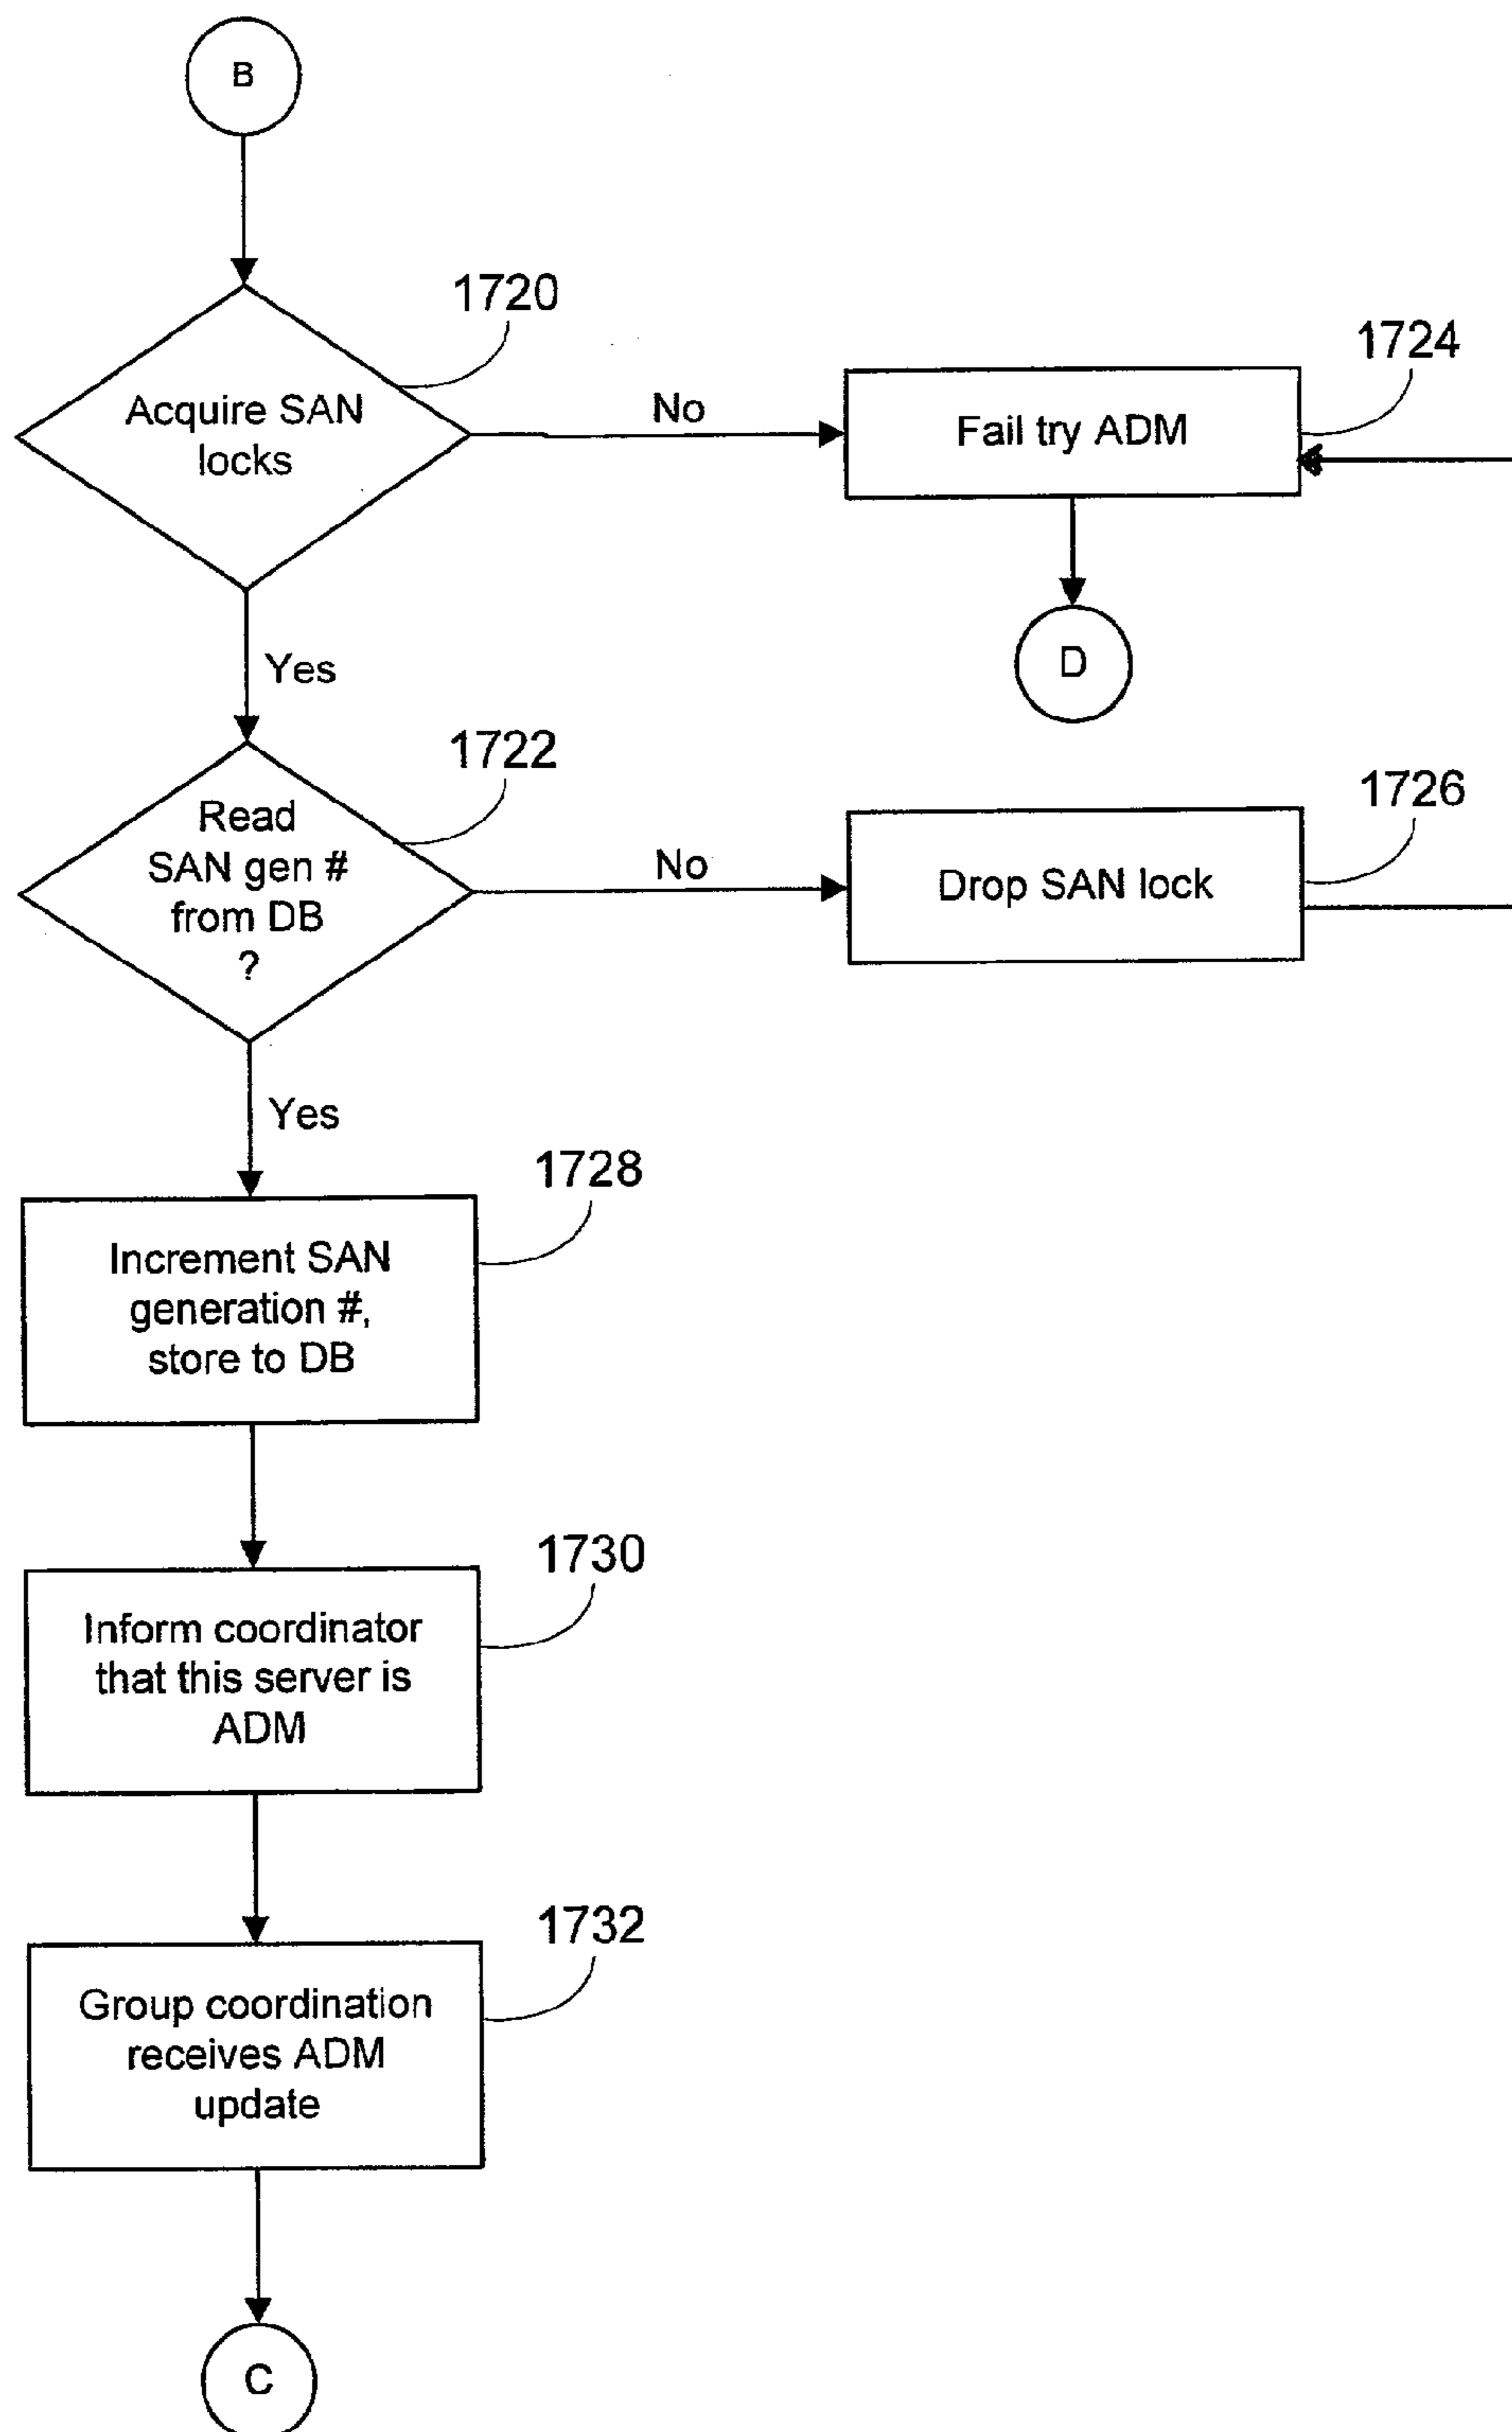 B
1720
Acquire SAN
locks
No
1724
Fail try ADM
D
Yes
1722
Read
SAN gen #
from DB
?
No
1726
Drop SAN lock
Yes
1728
Increment SAN
generation #,
store to DB
1730
Inform coordinator
that this server is
ADM
1732
Group coordination
receives ADM
update
C